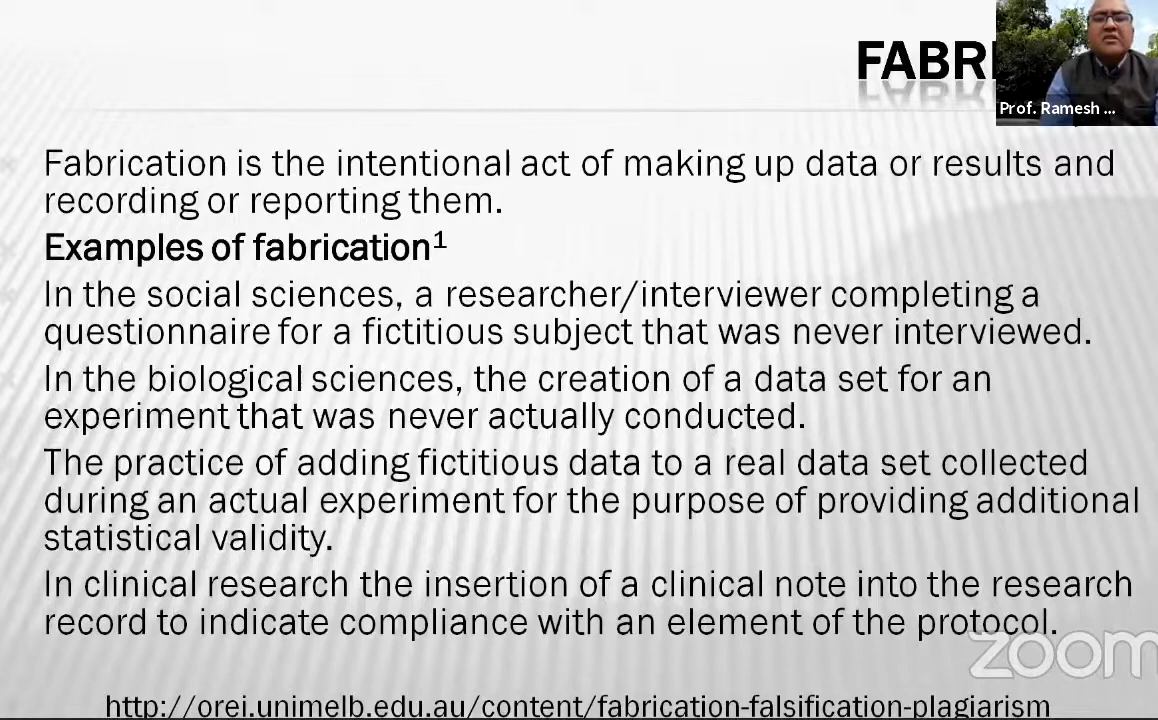 FABRI
Prof. Ramesh ...
Fabrication is the intentional act of making up data or results and
recording or reporting them.
Examples of fabrication¹
In the social sciences, a researcher/interviewer completing a
questionnaire for a fictitious subject that was never interviewed.
In the biological sciences, the creation of a data set for an
experiment that was never actually conducted.
The practice of adding fictitious data to a real data set collected
during an actual experiment for the purpose of providing additional
statistical validity.
In clinical research the insertion of a clinical note into the research
record to indicate compliance with an element of the protocol.
zoom
http://orei.unimelb.edu.au/content/fabrication-falsification-plagiarism